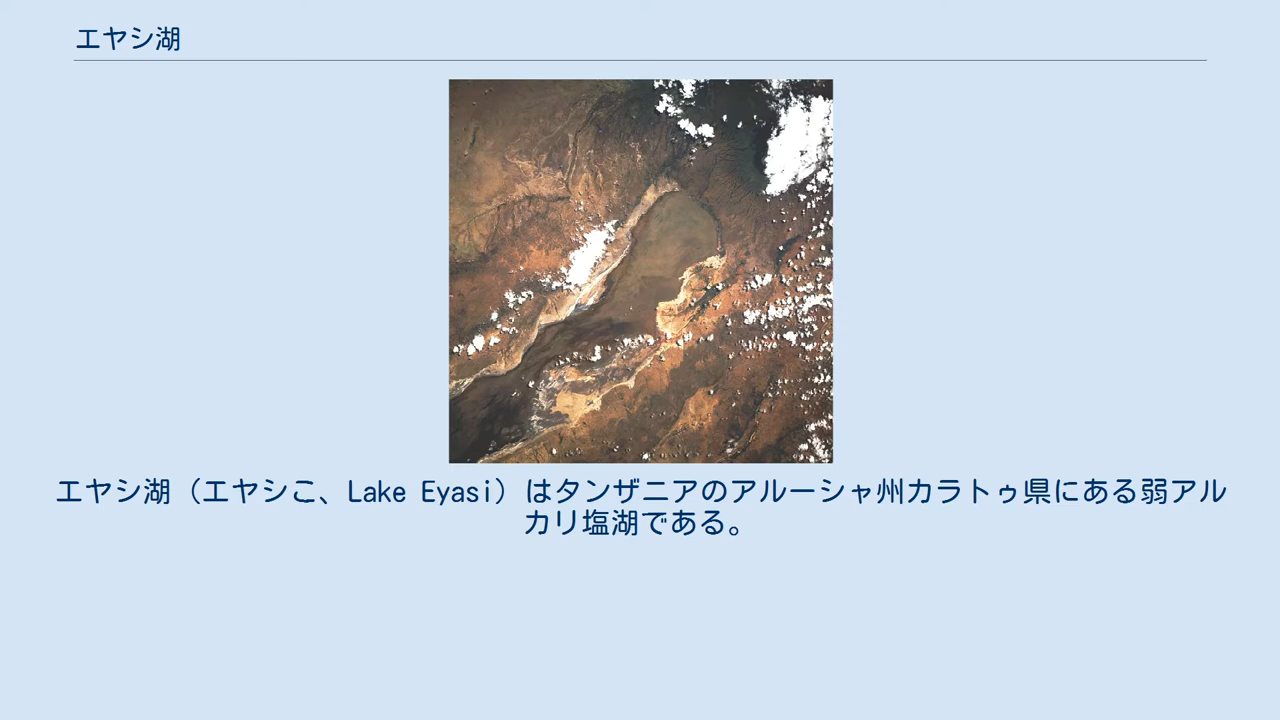 エヤシ湖
エヤシ湖（エヤシこ、Lake Eyasi）はタンザニアのアルーシャ州カラトゥ県にある弱アル
カリ塩湖である。